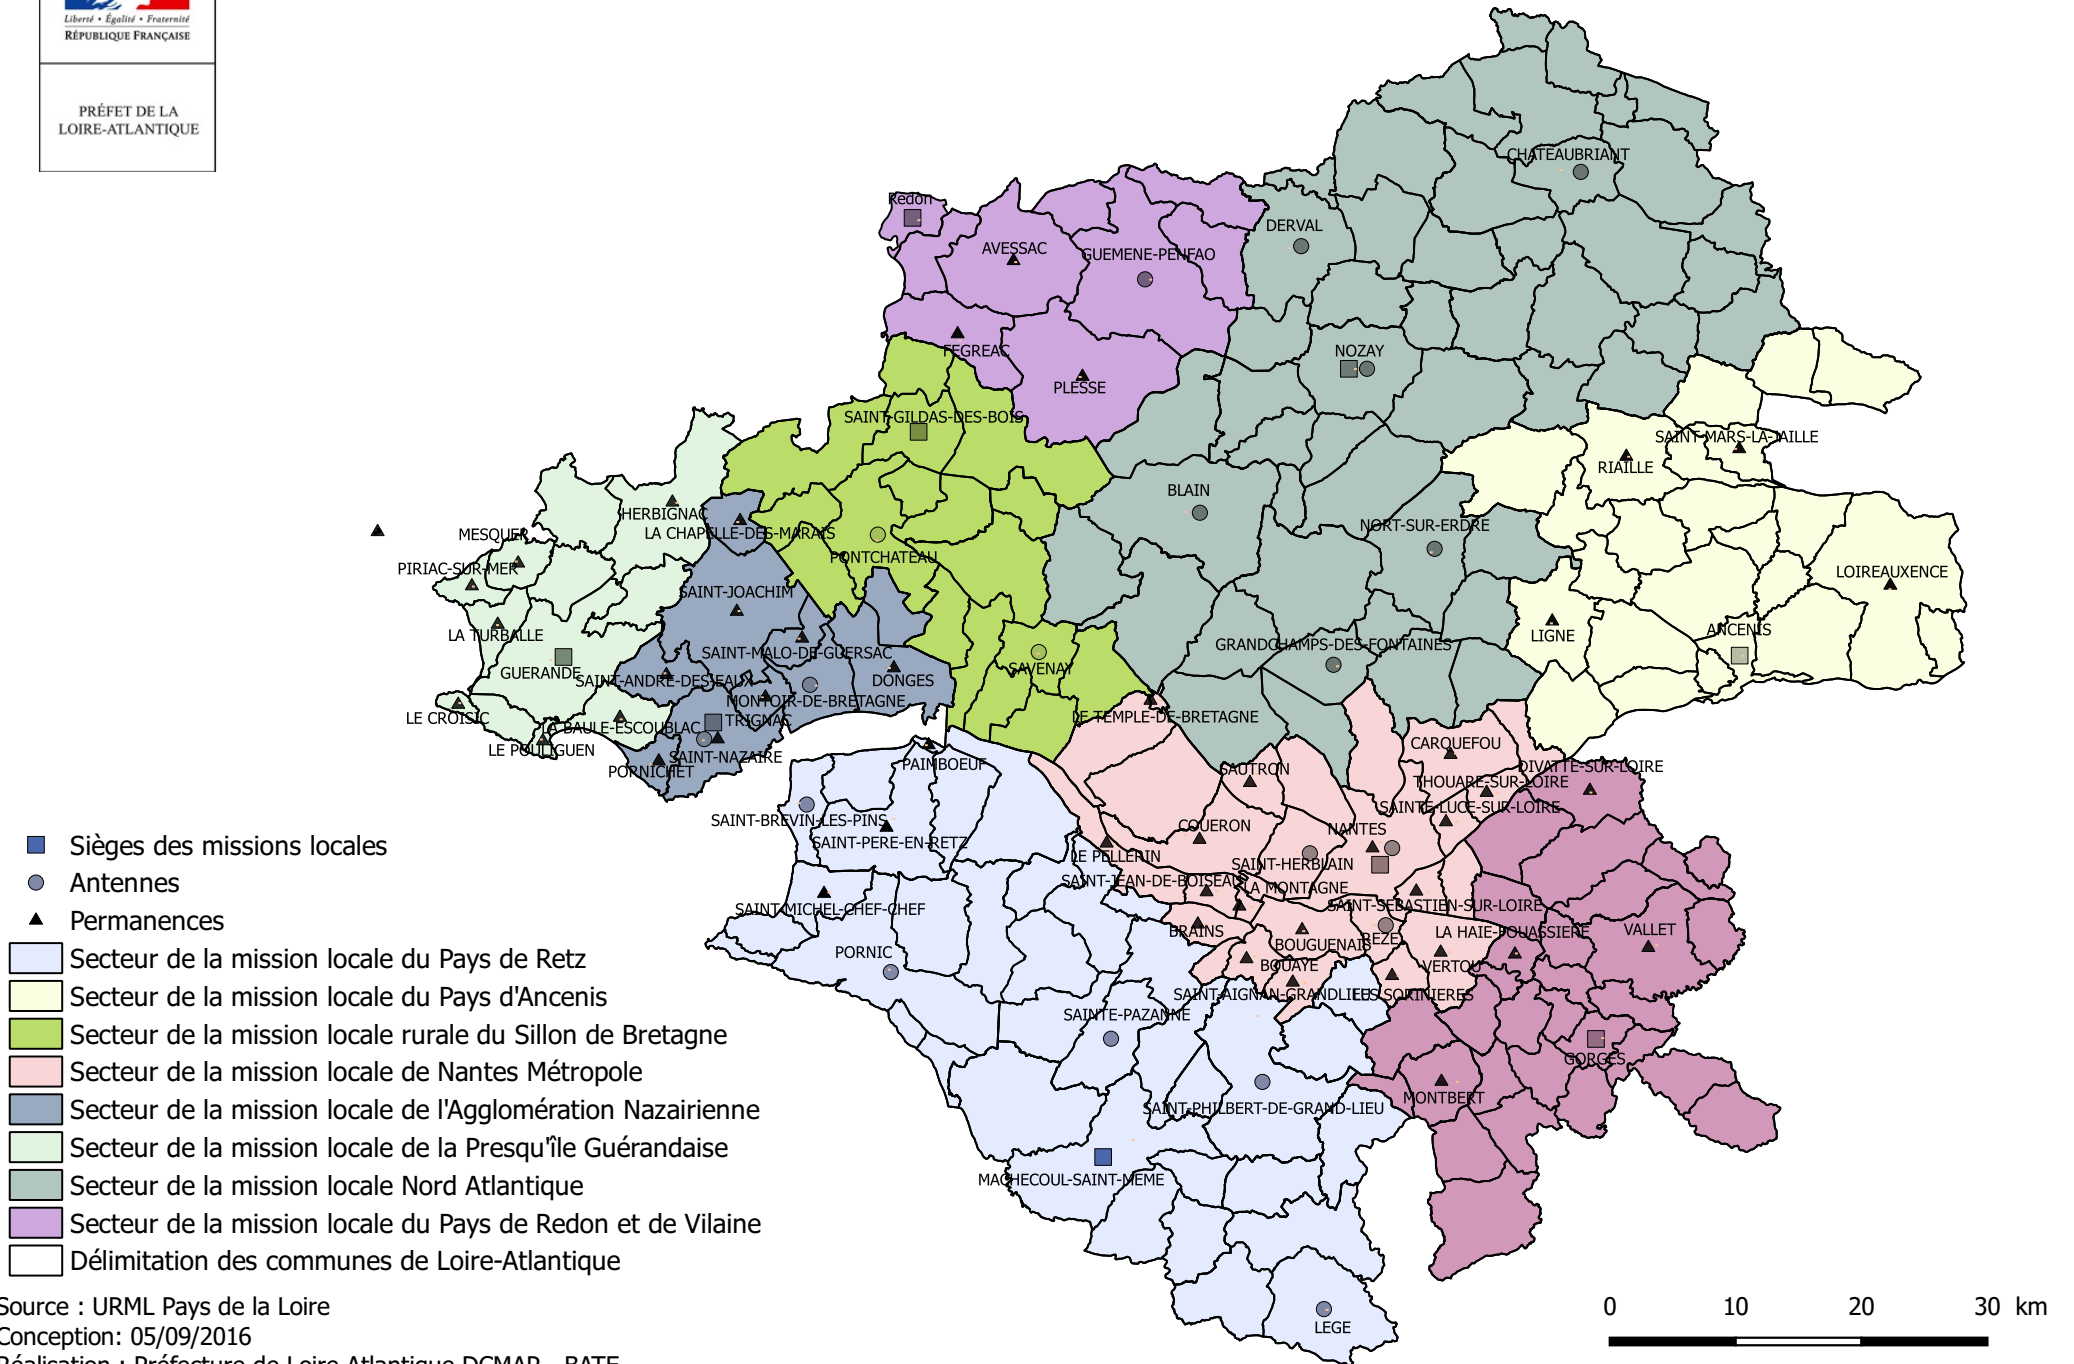 Liberté • Égalité • Fraternité
RÉPUBLIQUE FRANÇAISE
PRÉFET DE LA
LOIRE-ATLANTIQUE
CHATEAUBRIANT
Redon
DERVAL
AVESSAC
GUEMENE-PENFAO
FEGREAC
NOZAY
PLESSE
SAINT-GILDAS-DES-BOIS
SAINT-MARS-LA-JAILLE
RIAILLE
BLAIN
HERBIGNAC
NORT-SUR-ERDRE
MESQUER
LA CHAPELLE-DES-MARAIS
PONTCHATEAU
PIRIAC-SUR-MER
LOIREAUXENCE
SAINT-JOACHIM
LA TURBALLE
LIGNE
ANCENIS
GRANDCHAMPS-DES-FONTAINES
SAINT-MALO-DE-GUERSAC
SAVENAY
GUERANDE
SAINT-ANDRE-DES-EAUX
DONGES
MONTOIR-DE-BRETAGNE
LE CROISIC
LE TEMPLE-DE-BRETAGNE
LA BAULE-ESCOUBLAC
TRIGNAC
LE POULIGUEN
SAINT-NAZAIRE
PORNICHET
PAIMBOEUF
CARQUEFOU
SAUTRON
DIVATTE-SUR-LOIRE
THOUARE-SUR-LOIRE
SAINTE-LUCE-SUR-LOIRE
SAINT-BREVIN-LES-PINS
COUERON
NANTES
SAINT-PERE-EN-RETZ
LE PELLERIN
SAINT-HERBLAIN
SAINT-JEAN-DE-BOISEAU
LA MONTAGNE
SAINT-MICHEL-CHEF-CHEF
SAINT-SEBASTIEN-SUR-LOIRE
BRAINS
LA HAIE-FOUASSIERE
VALLET
BOUGUENAIS
REZE
PORNIC
BOUAYE
VERTOU
SAINT-AIGNAN-GRANDLIEU
LES SORINIERES
SAINTE-PAZANNE
GORGES
MONTBERT
SAINT-PHILBERT-DE-GRAND-LIEU
MACHECOUL-SAINT-MEME
LEGE
Sièges des missions locales
Antennes
Permanences
Secteur de la mission locale du Pays de Retz
Secteur de la mission locale du Pays d'Ancenis
Secteur de la mission locale rurale du Sillon de Bretagne
Secteur de la mission locale de Nantes Métropole
Secteur de la mission locale de l'Agglomération Nazairienne
Secteur de la mission locale de la Presqu'île Guérandaise
Secteur de la mission locale Nord Atlantique
Secteur de la mission locale du Pays de Redon et de Vilaine
Délimitation des communes de Loire-Atlantique
Source : URML Pays de la Loire
Conception: 05/09/2016
Réalisation : Préfecture de Loire Atlantique DCMAP - BATE
0 10 20 30 km